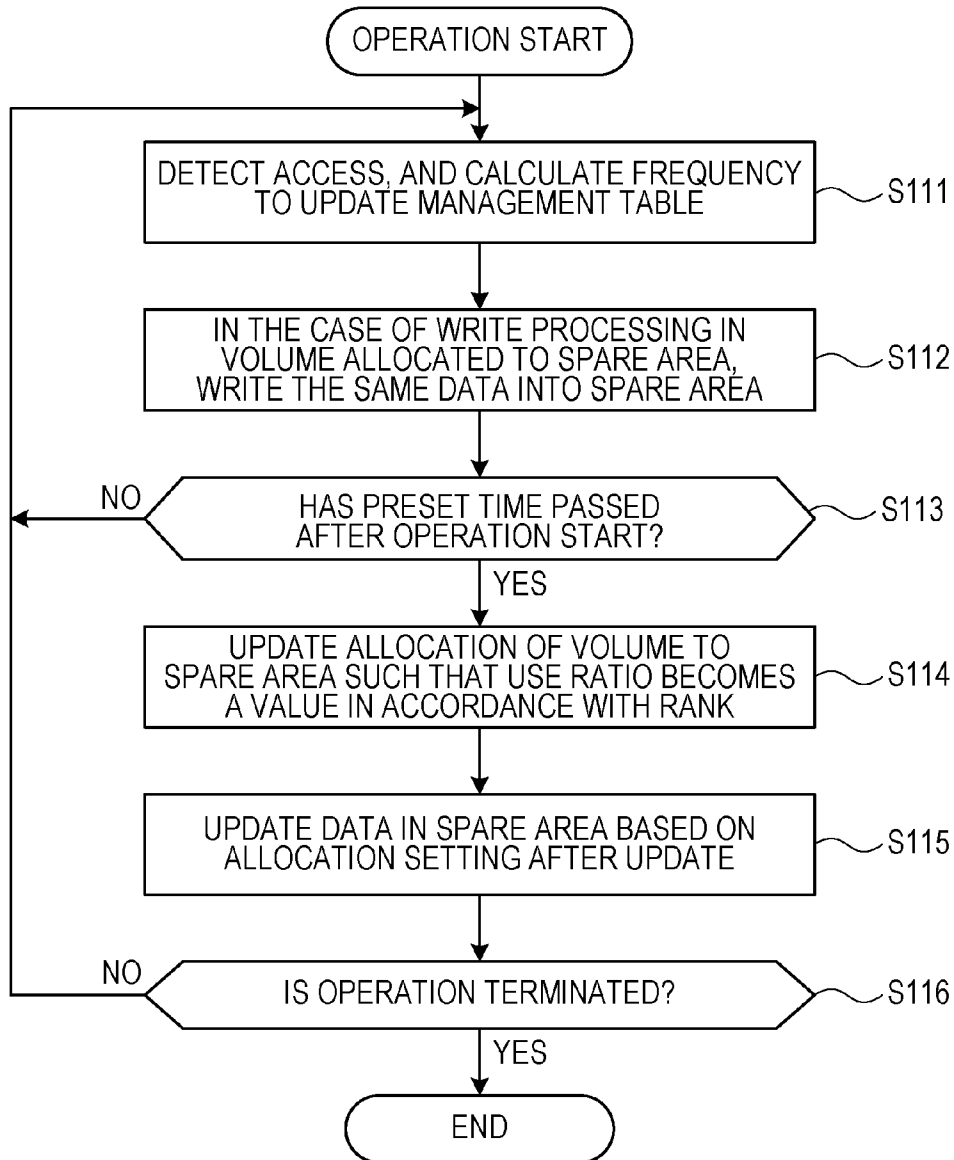 OPERATION START
DETECT ACCESS, AND CALCULATE FREQUENCY
TO UPDATE MANAGEMENT TABLE
S111
IN THE CASE OF WRITE PROCESSING IN
VOLUME ALLOCATED TO SPARE AREA,
WRITE THE SAME DATA INTO SPARE AREA
S112
NO
HAS PRESET TIME PASSED
AFTER OPERATION START?
S113
YES
UPDATE ALLOCATION OF VOLUME TO
SPARE AREA SUCH THAT USE RATIO BECOMES
A VALUE IN ACCORDANCE WITH RANK
S114
UPDATE DATA IN SPARE AREA BASED ON
ALLOCATION SETTING AFTER UPDATE
S115
NO
IS OPERATION TERMINATED?
S116
YES
END